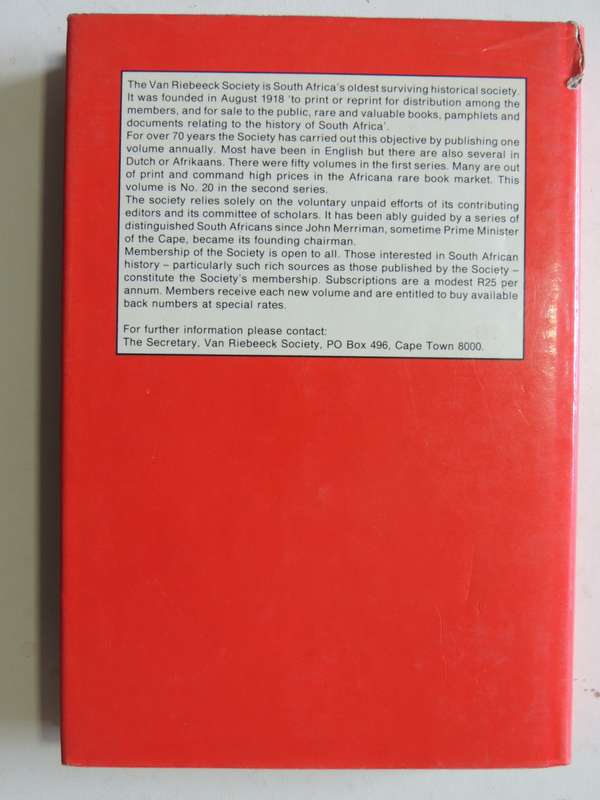 The Van Riebeeck Society is South Africa's oldest surviving historical society.
It was founded in August 1918 'to print or reprint for distribution among the
members, and for sale to the public, rare and valuable books, pamphlets and
documents relating to the history of South Africa'.
For over 70 years the Society has carried out this objective by publishing one
volume annually. Most have been in English but there are also several in
Dutch or Afrikaans. There were fifty volumes in the first series. Many are out
of print and command high prices in the Africana rare book market. This
volume is No. 20 in the second series.
The society relies solely on the voluntary unpaid efforts of its contributing
editors and its committee of scholars. It has been ably guided by a series of
distinguished South Africans since John Merriman, sometime Prime Minister
of the Cape, became its founding chairman.
Membership of the Society is open to all. Those interested in South African
history – particularly such rich sources as those published by the Society –
constitute the Society's membership. Subscriptions are a modest R25 per
annum. Members receive each new volume and are entitled to buy available
back numbers at special rates.
For further information please contact:
The Secretary, Van Riebeeck Society, PO Box 496, Cape Town 8000.